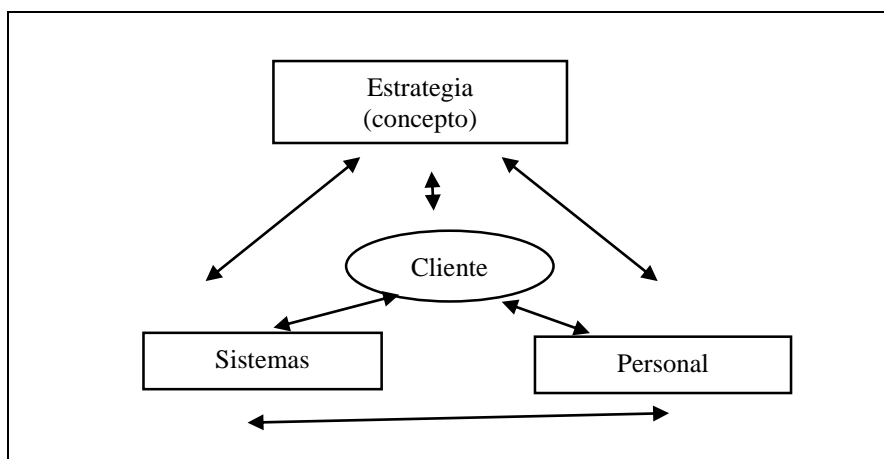 Estrategia
(concepto)
Cliente
Sistemas
Personal